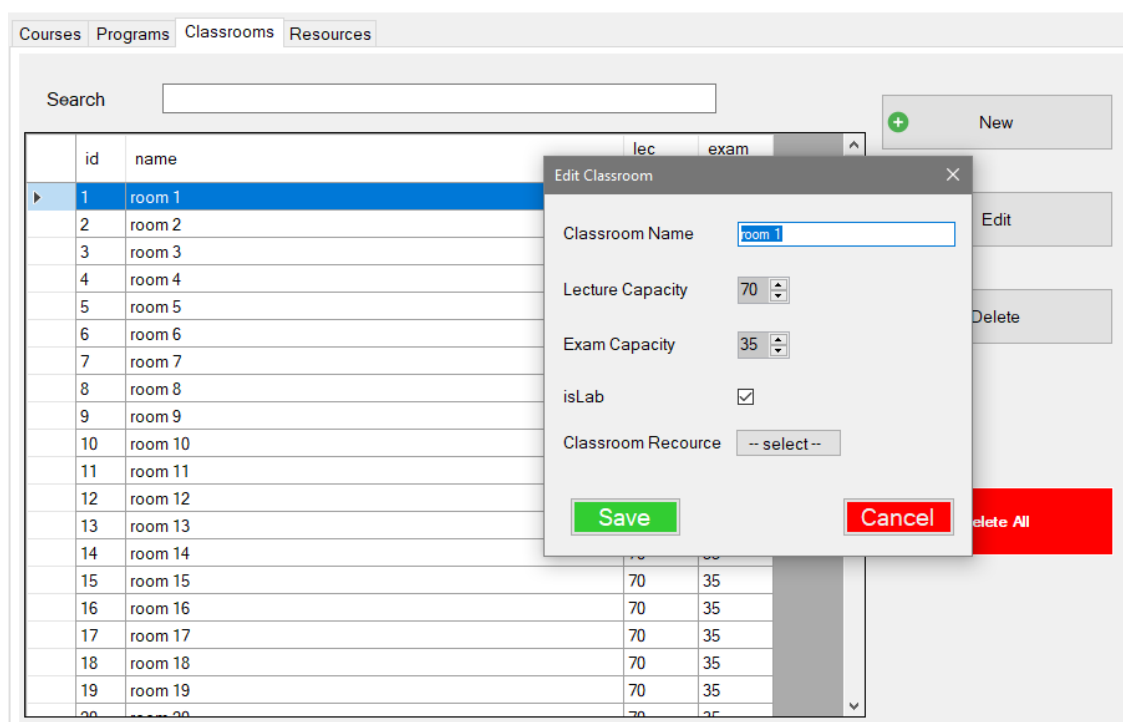 Courses Programs Classrooms Resources
Search
New
id name lec exam
Edit Classroom
1 room 1
Edit
2 room 2
Classroom Name room 1
3 room 3
4 room 4
Lecture Capacity 70
5 room 5
Delete
6 room 6
Exam Capacity 35
7 room 7
8 room 8
isLab
9 room 9
10 room 10
Classroom Recource -- select --
11 room 11
12 room 12
Save Cancel
13 room 13
elete All
14 room 14
15 room 15 70 35
16 room 16 70 35
17 room 17 70 35
18 room 18 70 35
19 room 19 70 35